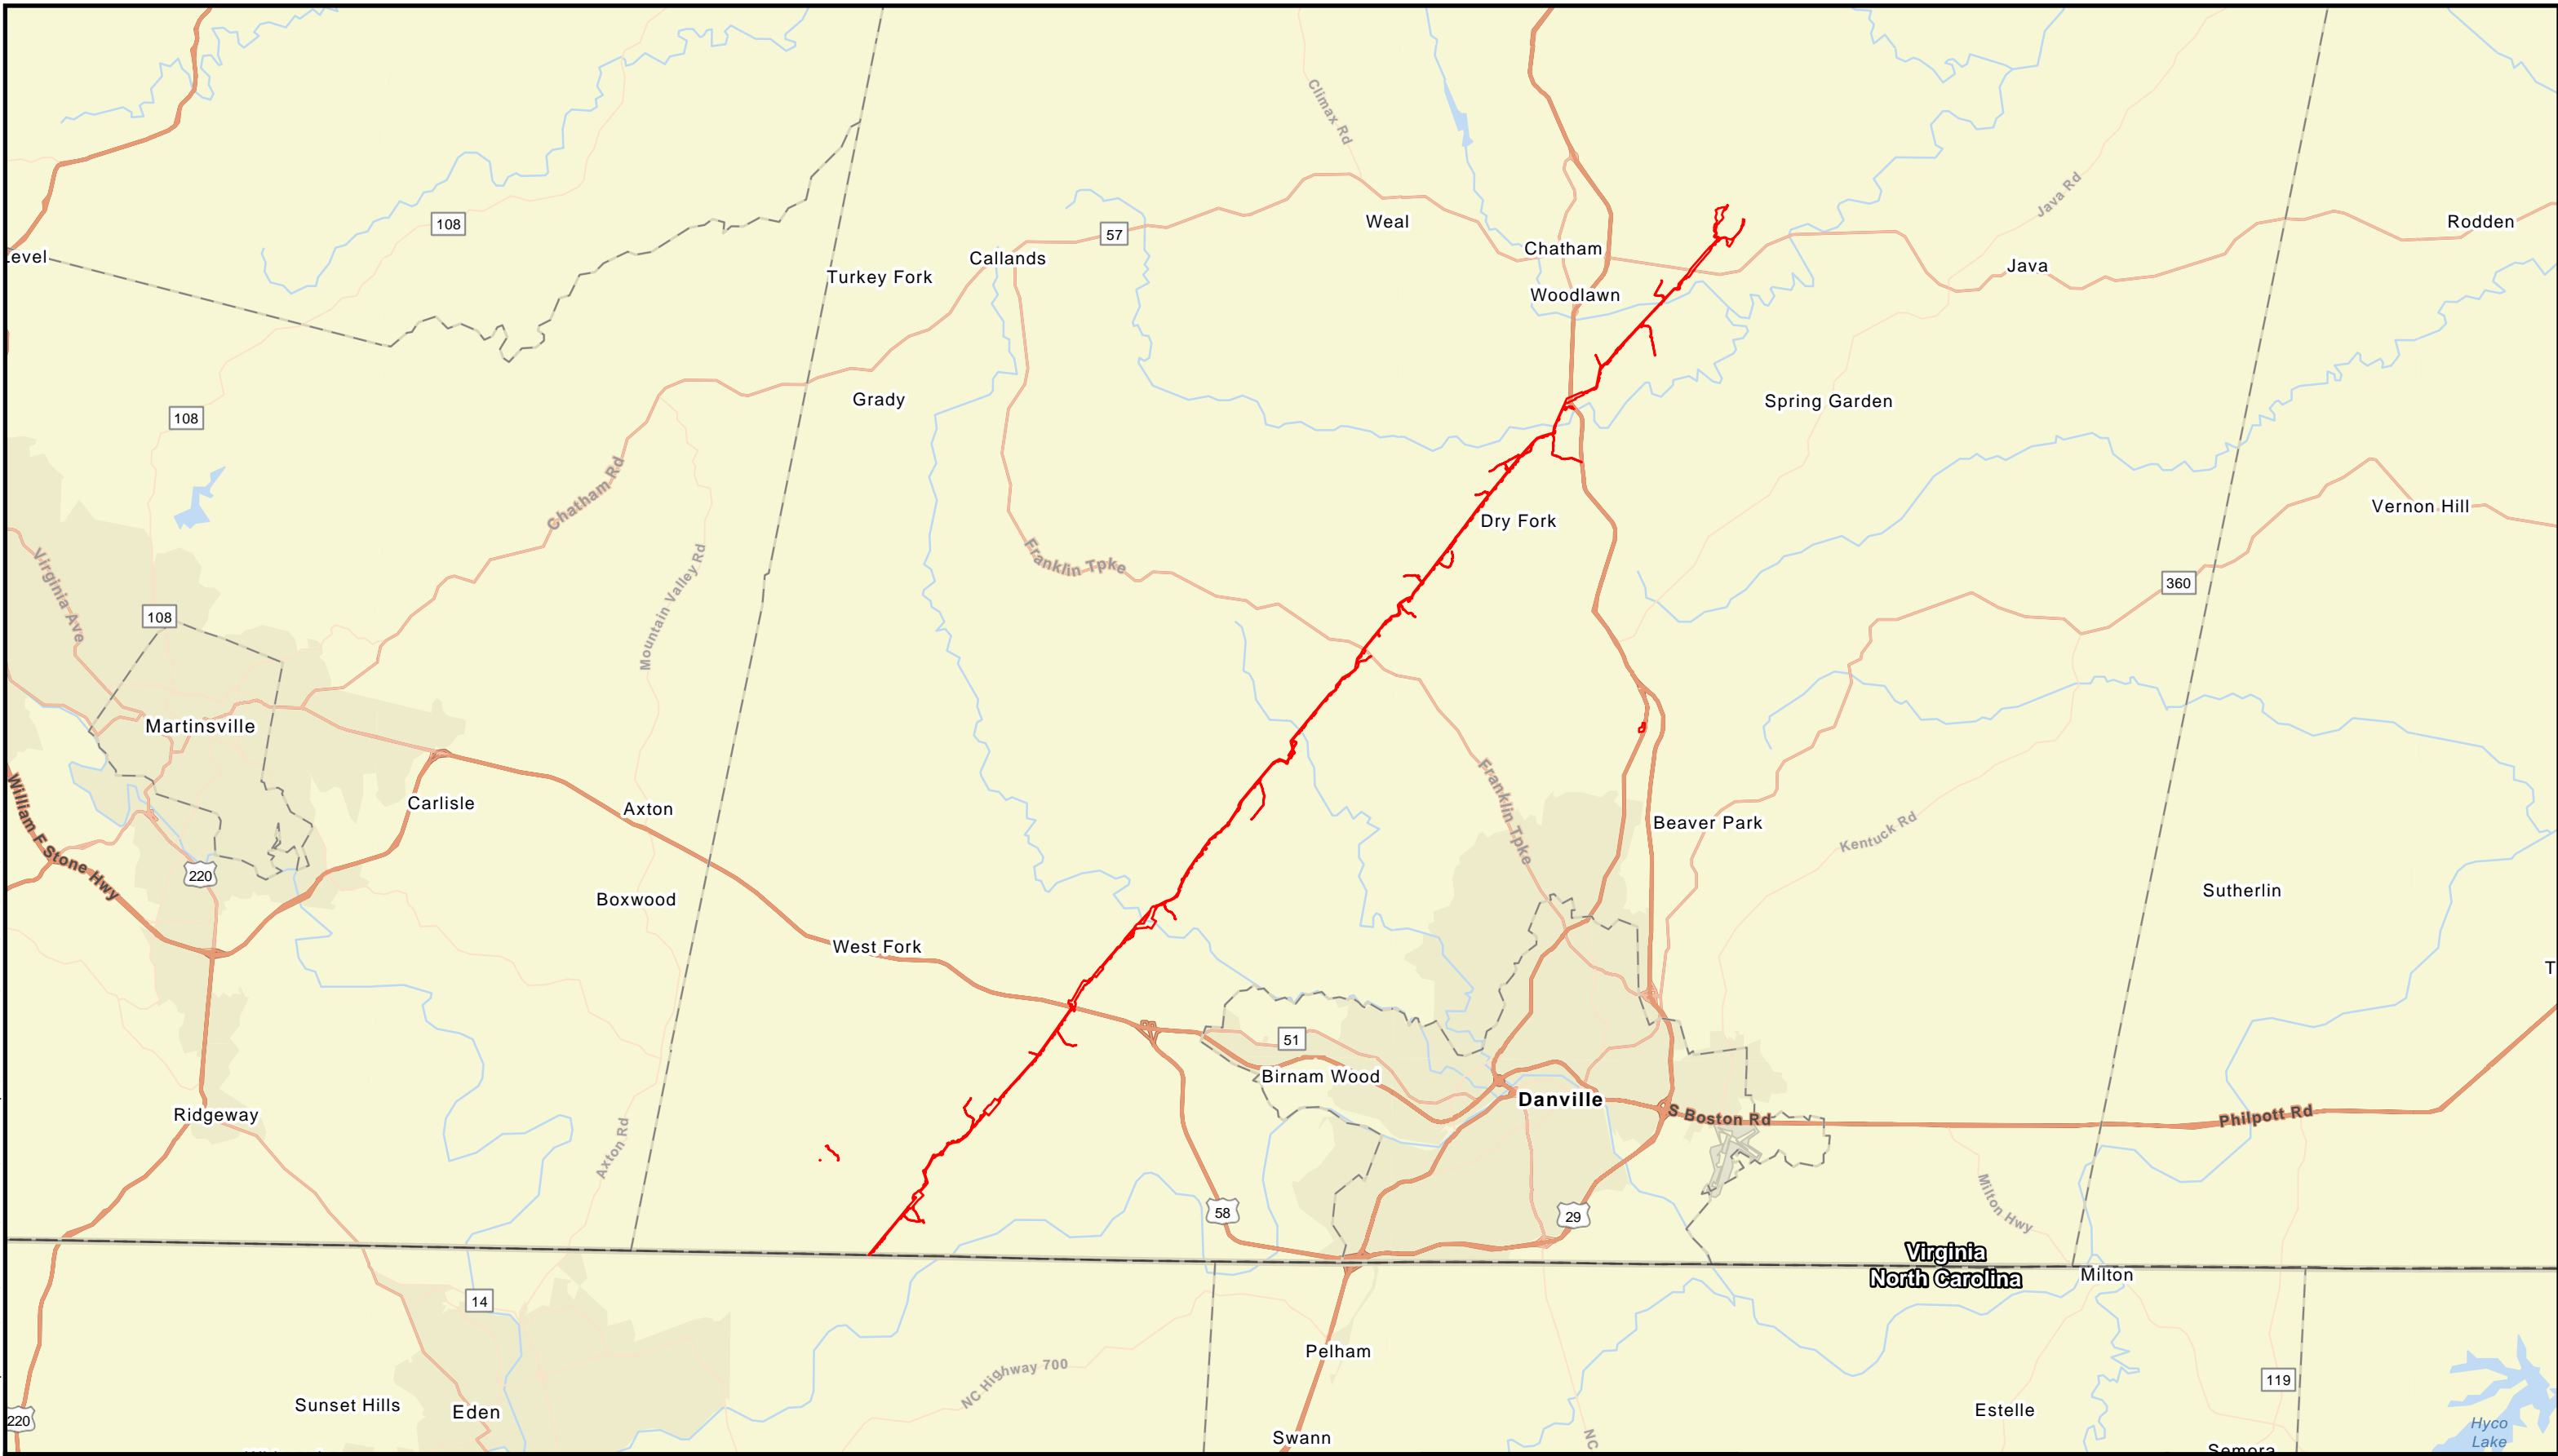 Climax Rd
Java Rd
108
57
Weal
Rodden
Chatham
Level
Callands
Java
Turkey Fork
Woodlawn
Grady
Spring Garden
108
Chatham Rd
Vernon Hill
Dry Fork
Franklin Tpke
Virginia Ave
Mountain Valley Rd
360
108
Martinsville
William F Stone Hwy
Carlisle
Axton
Franklin Tpke
Beaver Park
Kentuck Rd
220
Boxwood
Sutherlin
West Fork
T
51
Birnam Wood
Danville
S Boston Rd
Philpott Rd
Ridgeway
Axton Rd
58
29
Milton Hwy
Virginia
North Carolina
Milton
14
Pelham
NC Highway 700
119
Sunset Hills
Eden
220
Estelle
Hyco
Lake
Swann
NC
Semora